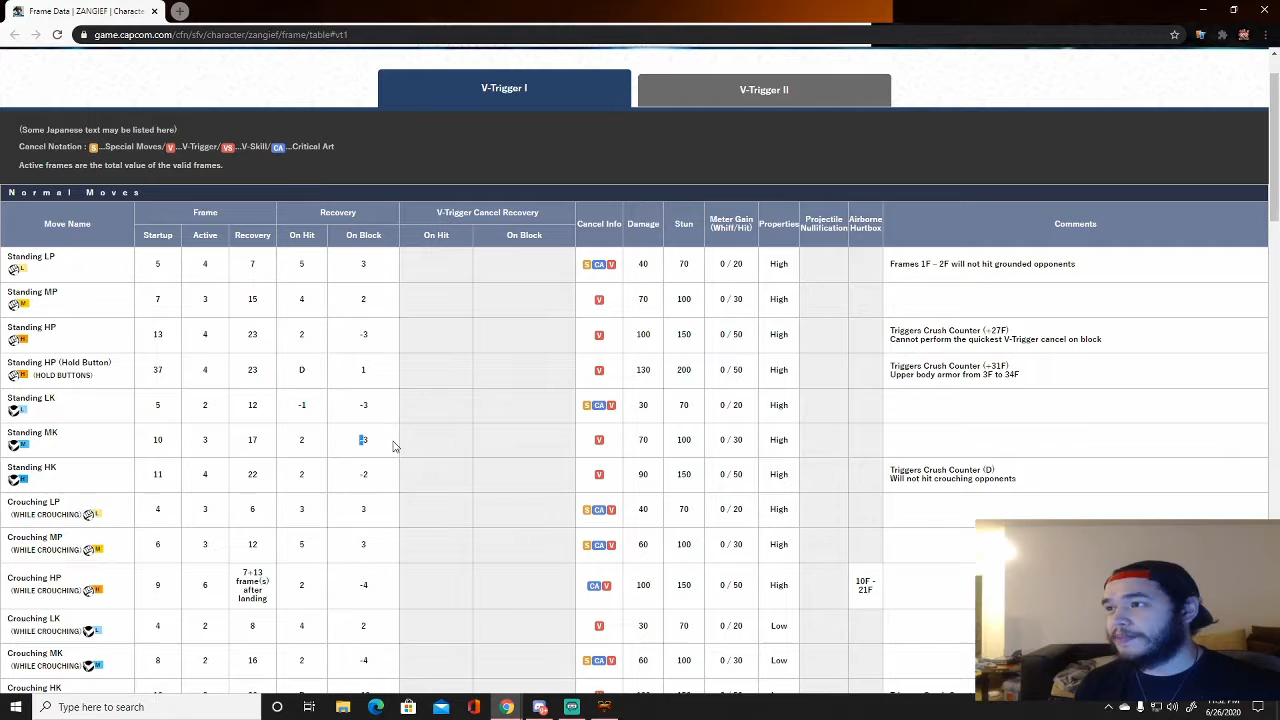 Frame Data | ZANGIEF | Characte
game.capcom.com/cfn/sfv/character/zangief/frame/table#vt1
V-Trigger I V-Trigger II
(Some Japanese text may be listed here)
Cancel Notation : S...Special Moves/V...V-Trigger/VS...V-Skill/CA...Critical Art
Active frames are the total value of the valid frames.
Normal Moves
Move Name Frame Recovery V-Trigger Cancel Recovery Cancel Info Damage Stun Meter Gain (Whiff/Hit) Properties Projectile Nullification Airborne Hurtbox Comments
Startup Active Recovery On Hit On Block On Hit On Block
Standing LP 5 4 7 5 3 S CA V 40 70 0 / 20 High Frames 1F – 2F will not hit grounded opponents
L
Standing MP 7 3 15 4 2 V 70 100 0 / 30 High
M
Standing HP 13 4 23 2 -3 V 100 150 0 / 50 High Triggers Crush Counter (+27F)
H Cannot perform the quickest V-Trigger cancel on block
Standing HP (Hold Button) 37 4 23 D 1 V 130 200 0 / 50 High Triggers Crush Counter (+31F)
H (HOLD BUTTONS) Upper body armor from 3F to 34F
Standing LK 5 2 12 -1 -3 S CA V 30 70 0 / 20 High
L
Standing MK 10 3 17 2 -3 V 70 100 0 / 30 High
M
Standing HK 11 4 22 2 -2 V 90 150 0 / 50 High Triggers Crush Counter (D)
H Will not hit crouching opponents
Crouching LP 4 3 6 3 3 S CA V 40 70 0 / 20 High
(WHILE CROUCHING) L
Crouching MP 6 3 12 5 3 S CA V 60 100 0 / 30 High
(WHILE CROUCHING) M
Crouching HP 9 6 7+13 frame(s) after landing 2 -4 CA V 100 150 0 / 50 High 10F - 21F
(WHILE CROUCHING) H
Crouching LK 4 2 8 4 2 V 30 70 0 / 20 Low
(WHILE CROUCHING) L
Crouching MK 8 2 16 2 -4 S CA V 60 100 0 / 30 Low
(WHILE CROUCHING) M
Crouching HK
Type here to search
6/26/2020